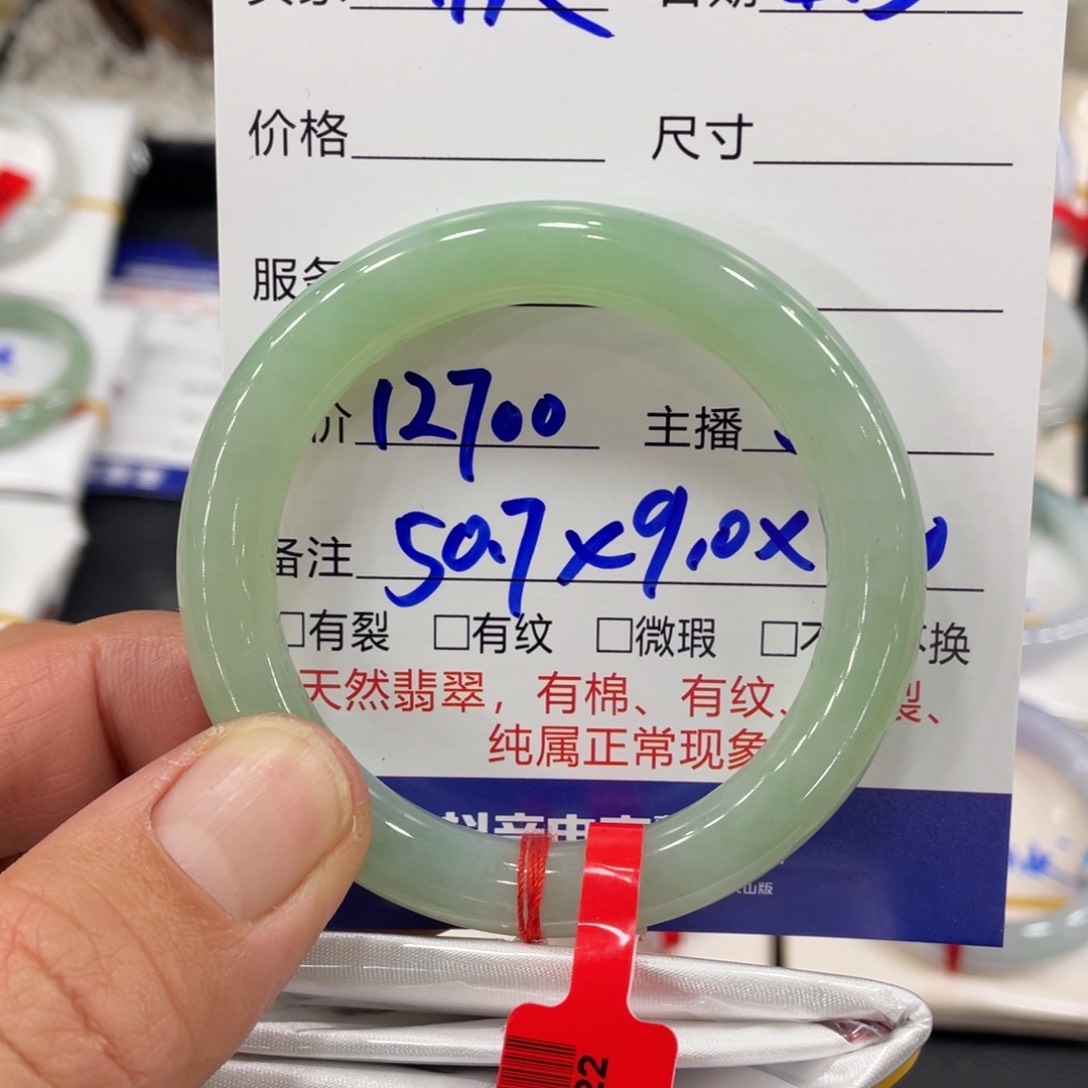 价格 尺寸
服务
价 12700 主播
备注 50.7×9.0×
□有裂 □有纹 □微瑕 □不 换
天然翡翠，有棉、有纹、 裂、
纯属正常现象
22